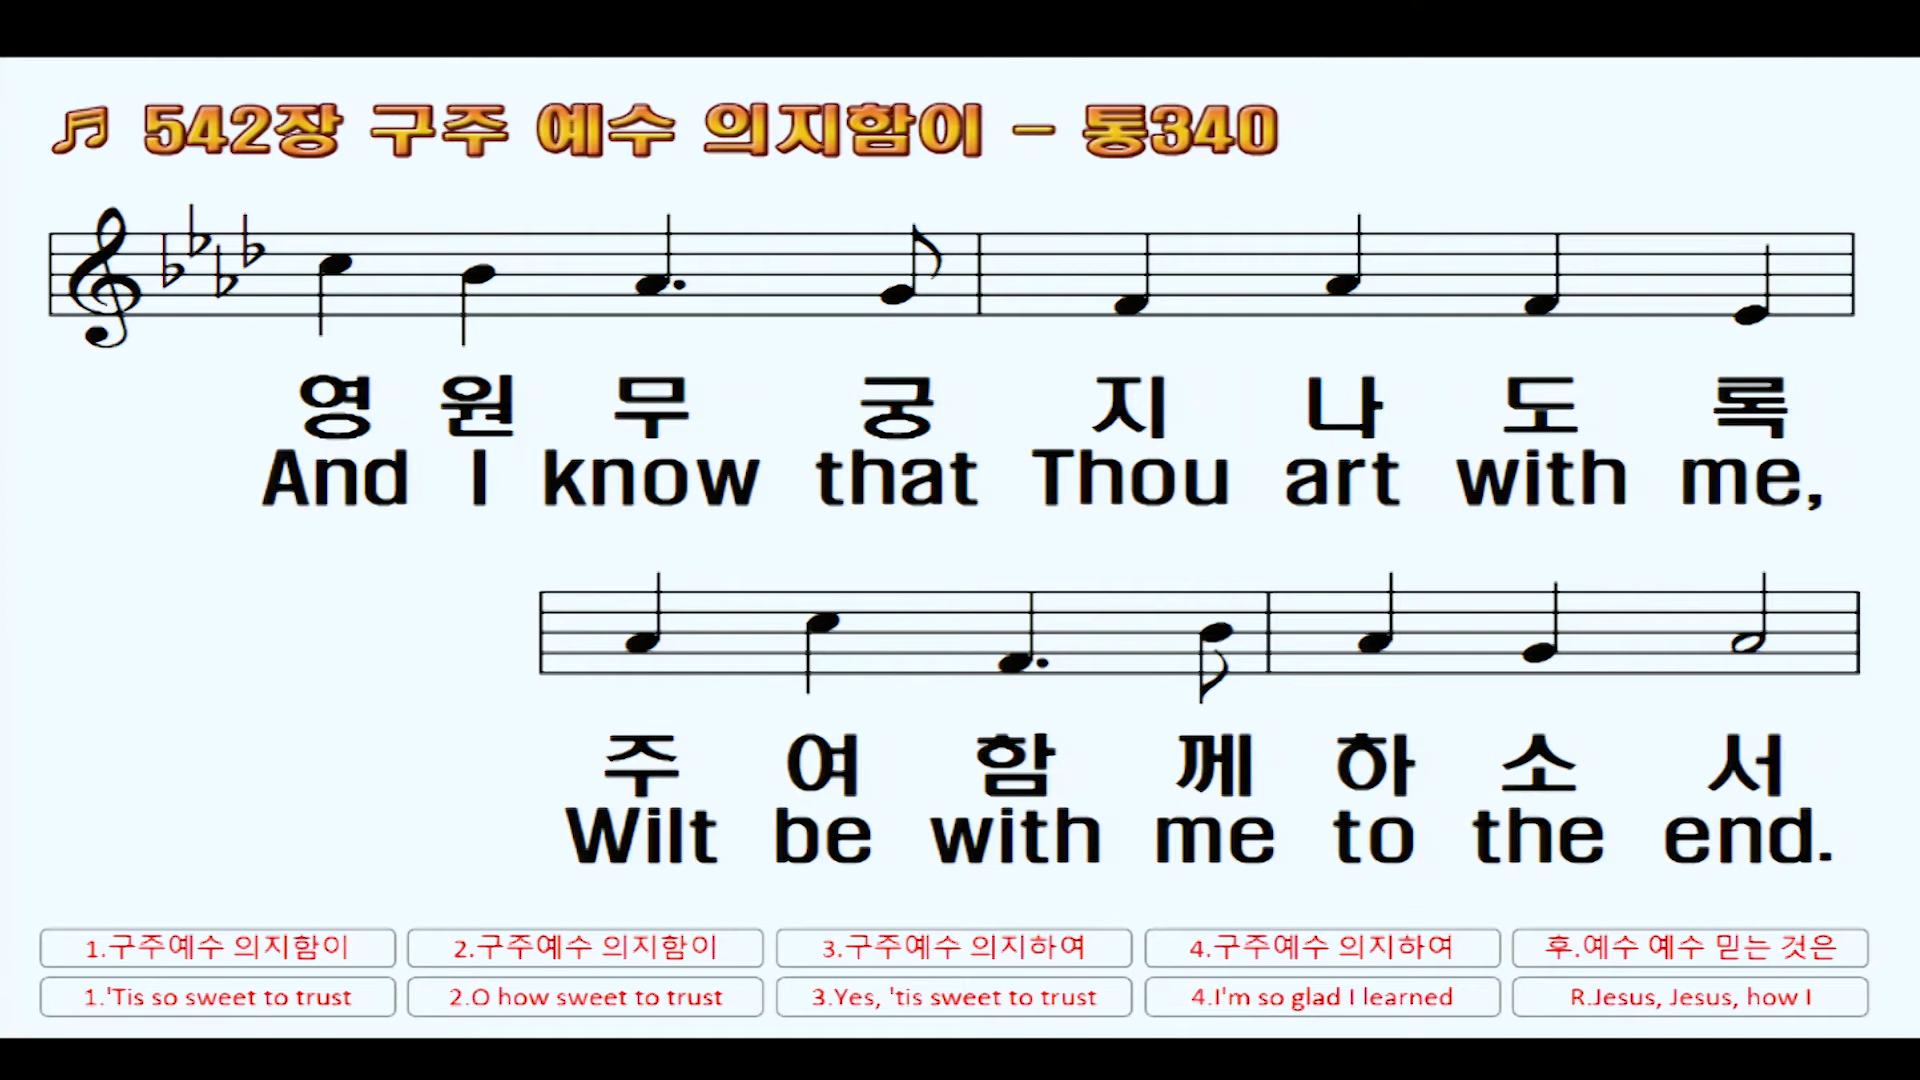 ♬ 542장 구주 예수 의지함이 - 통340
영 원 무 궁 지 나 도 록
And I know that Thou art with me,
주 여 함 께 하 소 서
Wilt be with me to the end.
1.구주예수 의지함이 2.구주예수 의지함이 3.구주예수 의지하여 4.구주예수 의지하여 후.예수 예수 믿는 것은
1.'Tis so sweet to trust 2.O how sweet to trust 3.Yes, 'tis sweet to trust 4.I'm so glad I learned R.Jesus, Jesus, how I